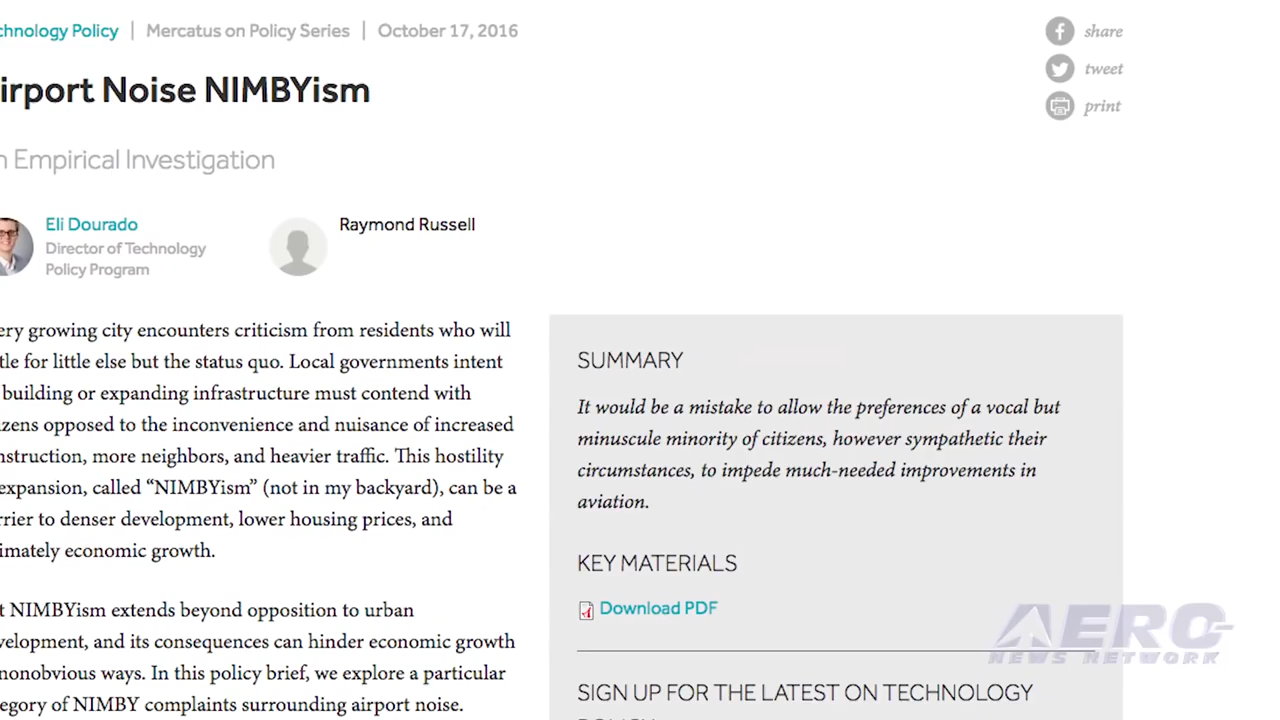 chnology Policy | Mercatus on Policy Series | October 17, 2016
irport Noise NIMBYism
n Empirical Investigation
Eli Dourado
Director of Technology
Policy Program
Raymond Russell
share
tweet
print
ery growing city encounters criticism from residents who will
tle for little else but the status quo. Local governments intent
building or expanding infrastructure must contend with
izens opposed to the inconvenience and nuisance of increased
nstruction, more neighbors, and heavier traffic. This hostility
expansion, called “NIMBYism” (not in my backyard), can be a
rrier to denser development, lower housing prices, and
imately economic growth.
t NIMBYism extends beyond opposition to urban
velopment, and its consequences can hinder economic growth
nonobvious ways. In this policy brief, we explore a particular
egory of NIMBY complaints surrounding airport noise.
SUMMARY
It would be a mistake to allow the preferences of a vocal but
minuscule minority of citizens, however sympathetic their
circumstances, to impede much-needed improvements in
aviation.
KEY MATERIALS
Download PDF
SIGN UP FOR THE LATEST ON TECHNOLOGY
POLICY
AERO
NEWS NETWORK